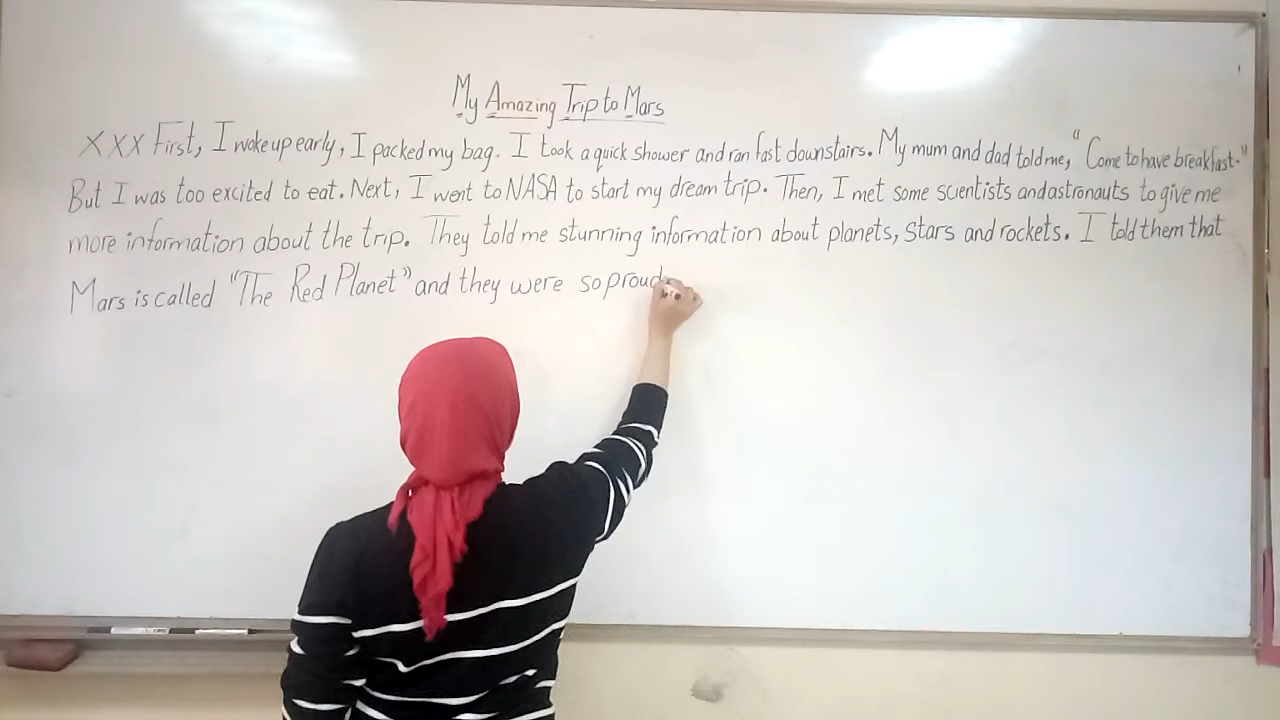 My Amazing Trip to Mars
XXX First, I woke up early, I packed my bag. I took a quick shower and ran fast downstairs. My mum and dad told me, "Come to have breakfast."
But I was too excited to eat. Next, I went to NASA to start my dream trip. Then, I met some scientists and astronauts to give me
more information about the trip. They told me stunning information about planets, stars and rockets. I told them that
Mars is called "The Red Planet" and they were so proud